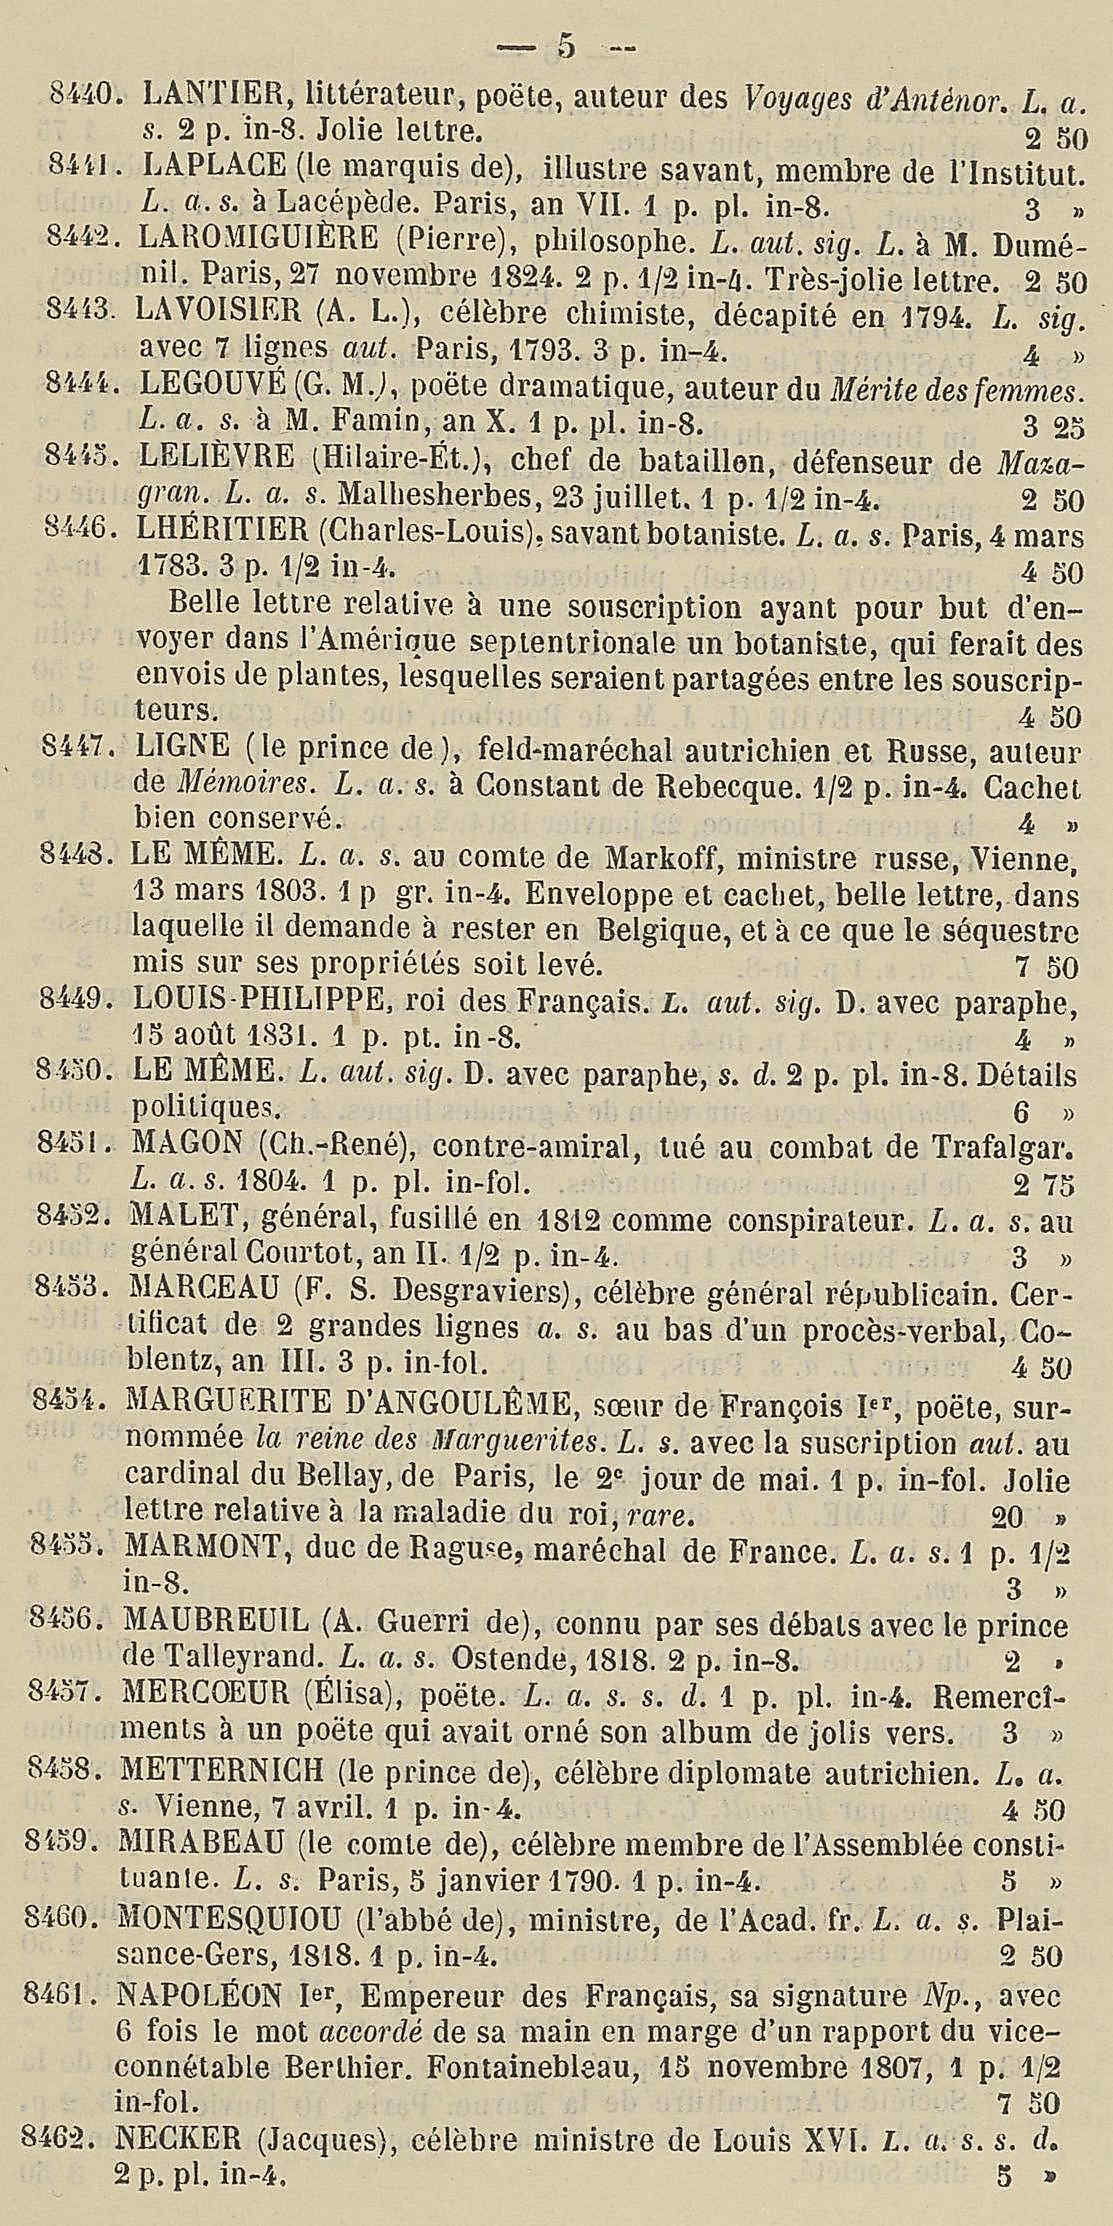 — 5 —
8440. LANTIER, littérateur, poëte, auteur des Voyages d'Anténor. L. a.
s. 2 p. in-8. Jolie lettre. 2 50
8441. LAPLACE (le marquis de), illustre savant, membre de l'Institut.
L. a. s. à Lacépède. Paris, an VII. 1 p. pl. in-8. 3 »
8442. LAROMIGUIÈRE (Pierre), philosophe. L. aut. sig. L. à M. Dumé-
nil. Paris, 27 novembre 1824. 2 p. 1/2 in-4. Très-jolie lettre. 2 50
8443. LAVOISIER (A. L.), célèbre chimiste, décapité en 1794. L. sig.
avec 7 lignes aut. Paris, 1793. 3 p. in-4. 4 »
8444. LEGOUVÉ (G. M.), poëte dramatique, auteur du Mérite des femmes.
L. a. s. à M. Famin, an X. 1 p. pl. in-8. 3 25
8445. LELIÈVRE (Hilaire-Ét.), chef de bataillon, défenseur de Maza-
gran. L. a. s. Malhesherbes, 23 juillet. 1 p. 1/2 in-4. 2 50
8446. LHÉRITIER (Charles-Louis), savant botaniste. L. a. s. Paris, 4 mars
1783. 3 p. 1/2 in-4. 4 50
Belle lettre relative à une souscription ayant pour but d'en-
voyer dans l'Amérique septentrionale un botaniste, qui ferait des
envois de plantes, lesquelles seraient partagées entre les souscrip-
teurs. 4 50
8447. LIGNE (le prince de), feld-maréchal autrichien et Russe, auteur
de Mémoires. L. a. s. à Constant de Rebecque. 1/2 p. in-4. Cachet
bien conservé. 4 »
8448. LE MÊME. L. a. s. au comte de Markoff, ministre russe, Vienne,
13 mars 1803. 1 p gr. in-4. Enveloppe et cachet, belle lettre, dans
laquelle il demande à rester en Belgique, et à ce que le séquestre
mis sur ses propriétés soit levé. 7 50
8449. LOUIS-PHILIPPE, roi des Français. L. aut. sig. D. avec paraphe,
15 août 1831. 1 p. pt. in-8. 4 »
8450. LE MÊME. L. aut. sig. D. avec paraphe, s. d. 2 p. pl. in-8. Détails
politiques. 6 »
8451. MAGON (Ch.-René), contre-amiral, tué au combat de Trafalgar.
L. a. s. 1804. 1 p. pl. in-fol. 2 75
8452. MALET, général, fusillé en 1812 comme conspirateur. L. a. s. au
général Courtot, an II. 1/2 p. in-4. 3 »
8453. MARCEAU (F. S. Desgraviers), célèbre général républicain. Cer-
tificat de 2 grandes lignes a. s. au bas d'un procès-verbal, Co-
blentz, an III. 3 p. in-fol. 4 50
8454. MARGUERITE D'ANGOULÊME, sœur de François Ier, poëte, sur-
nommée la reine des Marguerites. L. s. avec la suscription aut. au
cardinal du Bellay, de Paris, le 2e jour de mai. 1 p. in-fol. Jolie
lettre relative à la maladie du roi, rare. 20 »
8455. MARMONT, duc de Raguse, maréchal de France. L. a. s. 1 p. 1/2
in-8. 3 »
8456. MAUBREUIL (A. Guerri de), connu par ses débats avec le prince
de Talleyrand. L. a. s. Ostende, 1818. 2 p. in-8. 2 »
8457. MERCOEUR (Élisa), poëte. L. a. s. s. d. 1 p. pl. in-4. Remercî-
ments à un poëte qui avait orné son album de jolis vers. 3 »
8458. METTERNICH (le prince de), célèbre diplomate autrichien. L. a.
s. Vienne, 7 avril. 1 p. in-4. 4 50
8459. MIRABEAU (le comte de), célèbre membre de l'Assemblée consti-
tuante. L. s. Paris, 5 janvier 1790. 1 p. in-4. 5 »
8460. MONTESQUIOU (l'abbé de), ministre, de l'Acad. fr. L. a. s. Plai-
sance-Gers, 1818. 1 p. in-4. 2 50
8461. NAPOLÉON Ier, Empereur des Français, sa signature Np., avec
6 fois le mot accordé de sa main en marge d'un rapport du vice-
connétable Berthier. Fontainebleau, 15 novembre 1807, 1 p. 1/2
in-fol. 7 50
8462. NECKER (Jacques), célèbre ministre de Louis XVI. L. a. s. s. d.
2 p. pl. in-4. 5 »